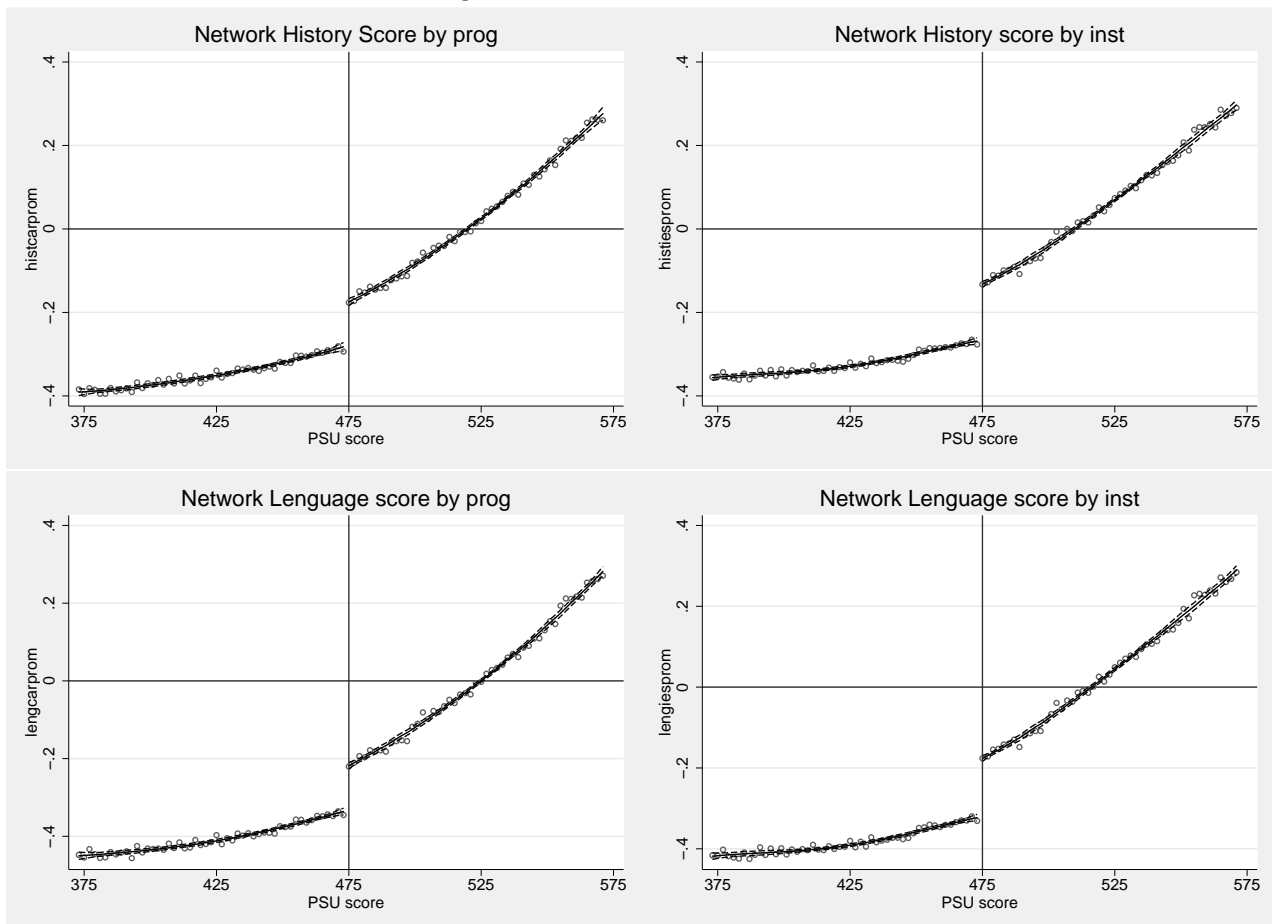 Network History Score by prog
histcarprom
.4
.2
0
-.2
-.4
375 425 475 525 575
PSU score
Network History score by inst
histiesprom
.4
.2
0
-.2
-.4
375 425 475 525 575
PSU score
Network Lenguage score by prog
lengcarprom
.4
.2
0
-.2
-.4
375 425 475 525 575
PSU score
Network Lenguage score by inst
lengiesprom
.4
.2
0
-.2
-.4
375 425 475 525 575
PSU score